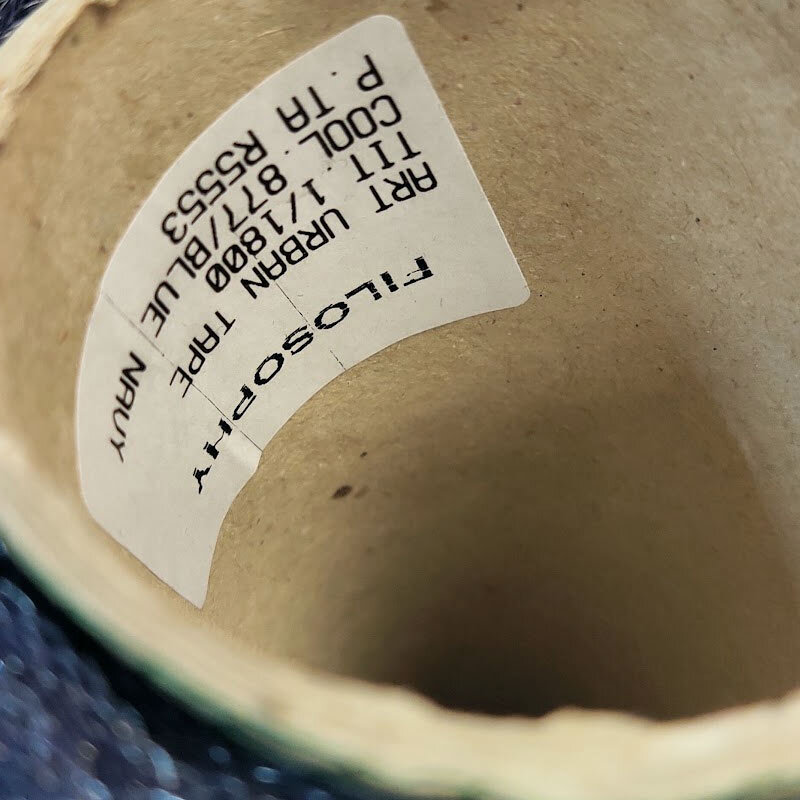 FILOSOPHY
ART URBAN TAPE
TIT. 1/1800
COOL. 877/BLUE NAVY
P.TA R5553